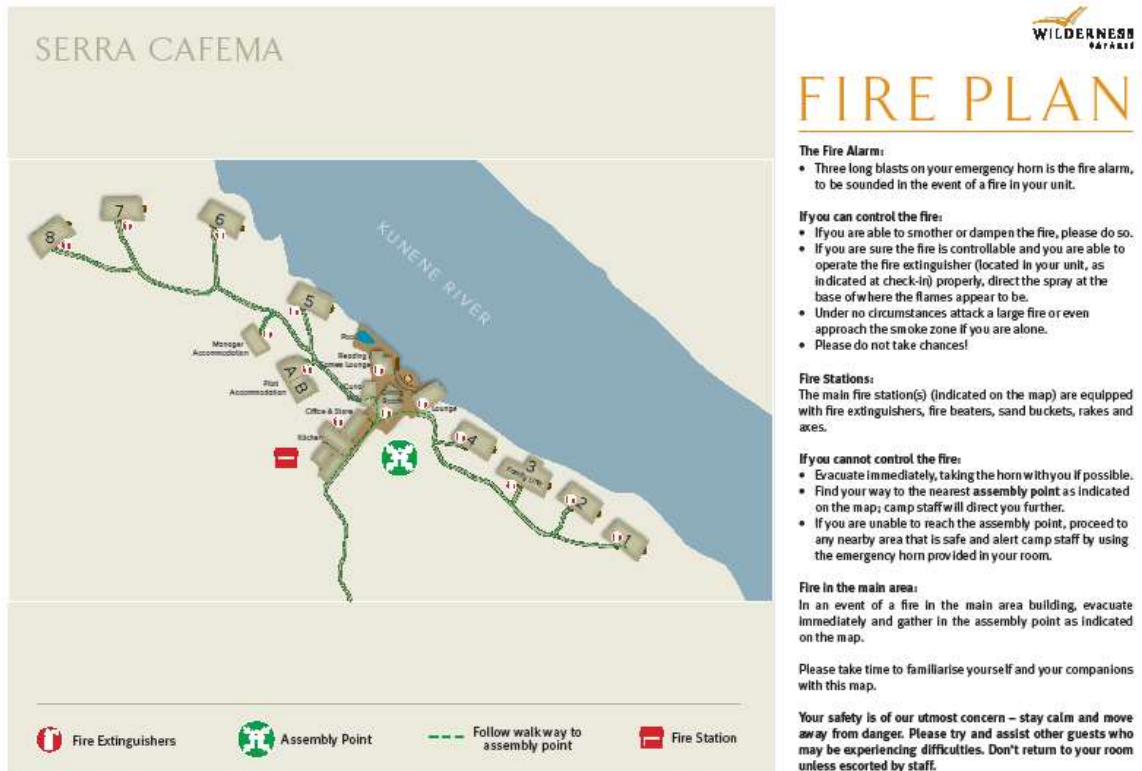 SERRA CAFEMA
8
7
6
5
KUNENE RIVER
Manager
Accommodation
Pilot
Accommodation
A B
Reading
Lounge
Office & Store
Kitchen
Lounge
4
3
Family Unit
2
1
Fire Extinguishers
Assembly Point
Follow walkway to
assembly point
Fire Station
WILDERNESS
SAFARIS
FIRE PLAN
The Fire Alarm:
• Three long blasts on your emergency horn is the fire alarm,
to be sounded in the event of a fire in your unit.
If you can control the fire:
• If you are able to smother or dampen the fire, please do so.
• If you are sure the fire is controllable and you are able to
operate the fire extinguisher (located in your unit, as
indicated at check-in) properly, direct the spray at the
base of where the flames appear to be.
• Under no circumstances attack a large fire or even
approach the smoke zone if you are alone.
• Please do not take chances!
Fire Stations:
The main fire station(s) (indicated on the map) are equipped
with fire extinguishers, fire beaters, sand buckets, rakes and
axes.
If you cannot control the fire:
• Evacuate immediately, taking the horn with you if possible.
• Find your way to the nearest assembly point as indicated
on the map; camp staff will direct you further.
• If you are unable to reach the assembly point, proceed to
any nearby area that is safe and alert camp staff by using
the emergency horn provided in your room.
Fire in the main area:
In an event of a fire in the main area building, evacuate
immediately and gather in the assembly point as indicated
on the map.
Please take time to familiarise yourself and your companions
with this map.
Your safety is of our utmost concern – stay calm and move
away from danger. Please try and assist other guests who
may be experiencing difficulties. Don't return to your room
unless escorted by staff.